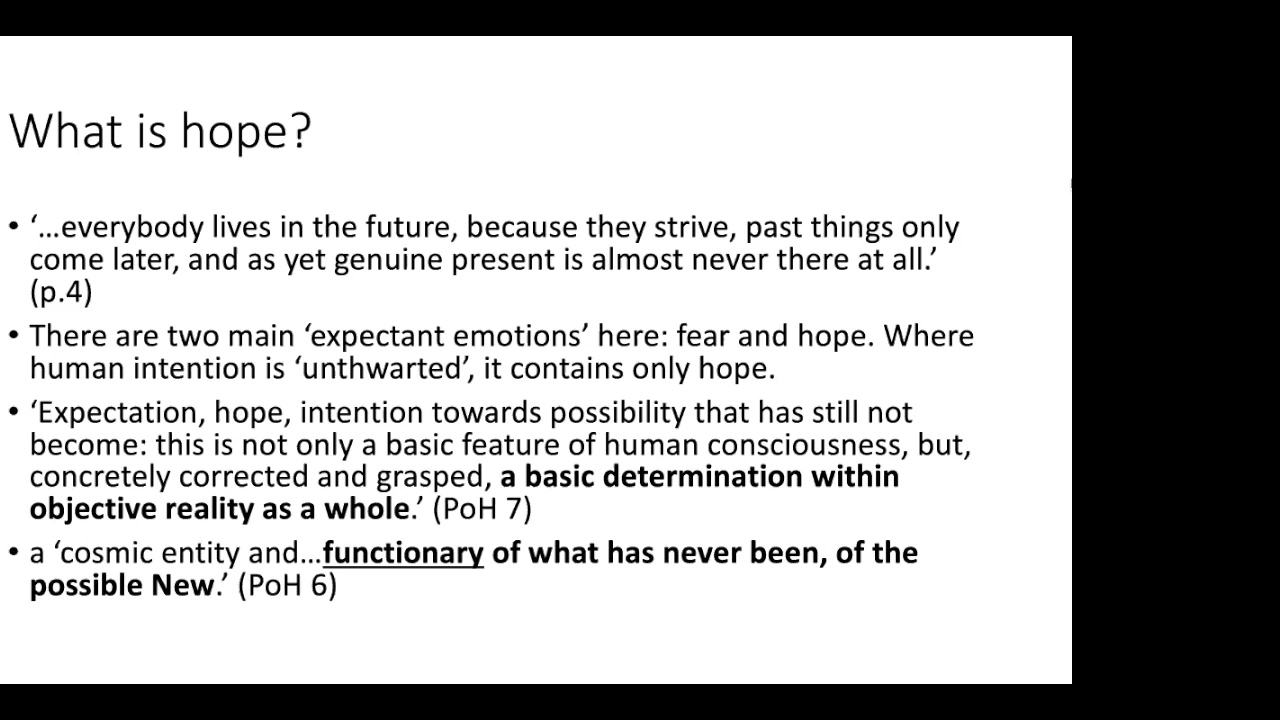 What is hope?
• ‘…everybody lives in the future, because they strive, past things only
come later, and as yet genuine present is almost never there at all.’
(p.4)
• There are two main ‘expectant emotions’ here: fear and hope. Where
human intention is ‘unthwarted’, it contains only hope.
• ‘Expectation, hope, intention towards possibility that has still not
become: this is not only a basic feature of human consciousness, but,
concretely corrected and grasped, a basic determination within
objective reality as a whole.’ (PoH 7)
• a ‘cosmic entity and…functionary of what has never been, of the
possible New.’ (PoH 6)